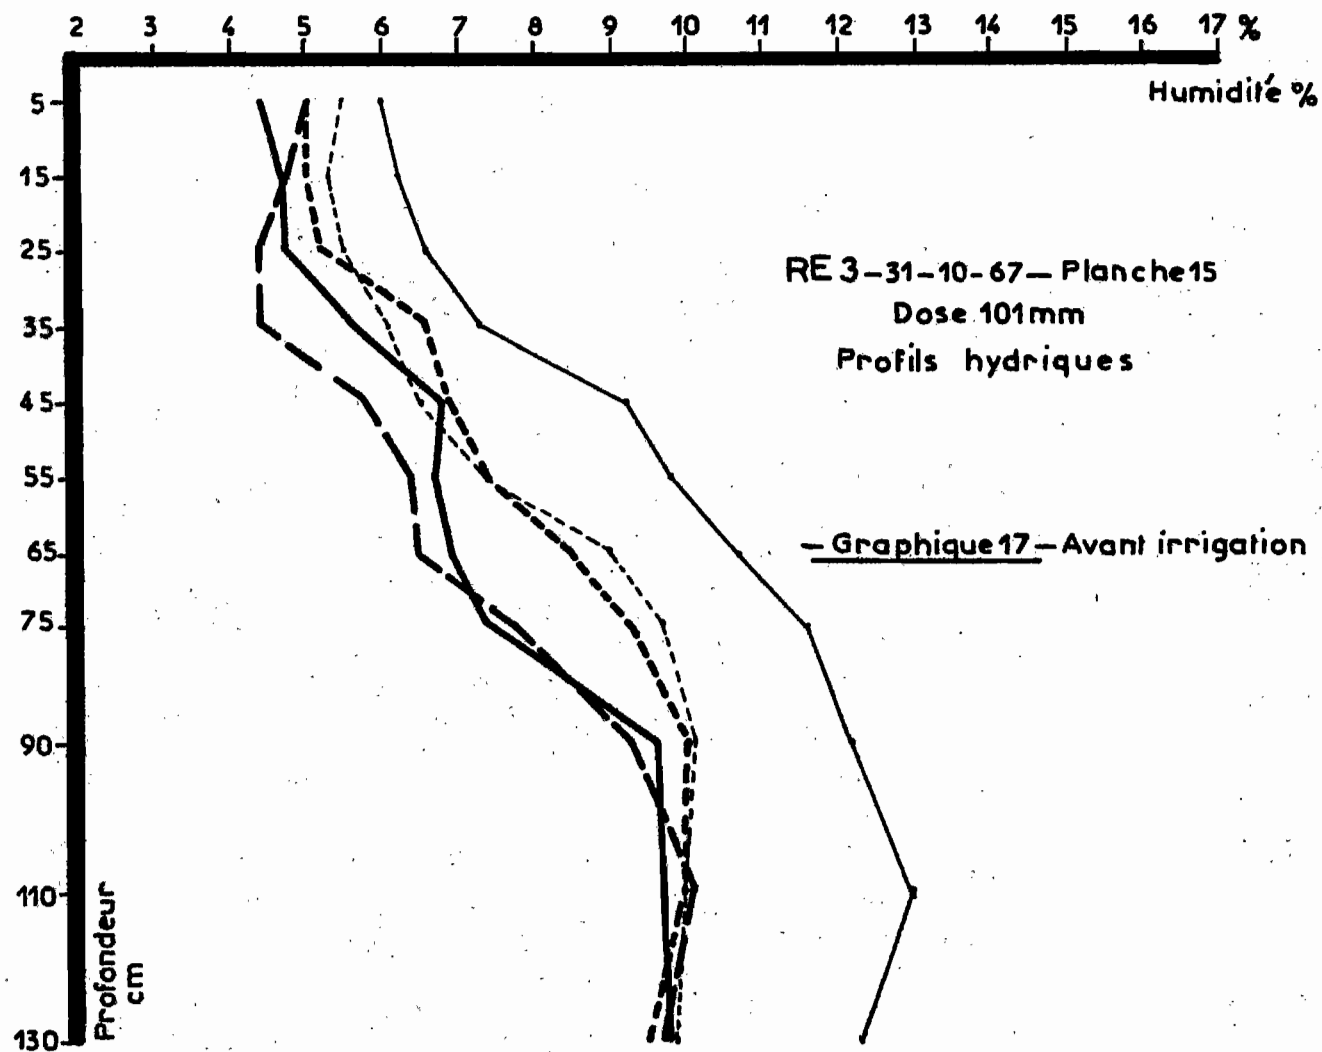 2 3 4 5 6 7 8 9 10 11 12 13 14 15 16 17 %
Humidité %
5
15
25
35
45
55
65
75
90
110
130
RE 3-31-10-67- Planche 15
Dose 101mm
Profils hydriques
- Graphique 17 - Avant irrigation
Profondeur
cm